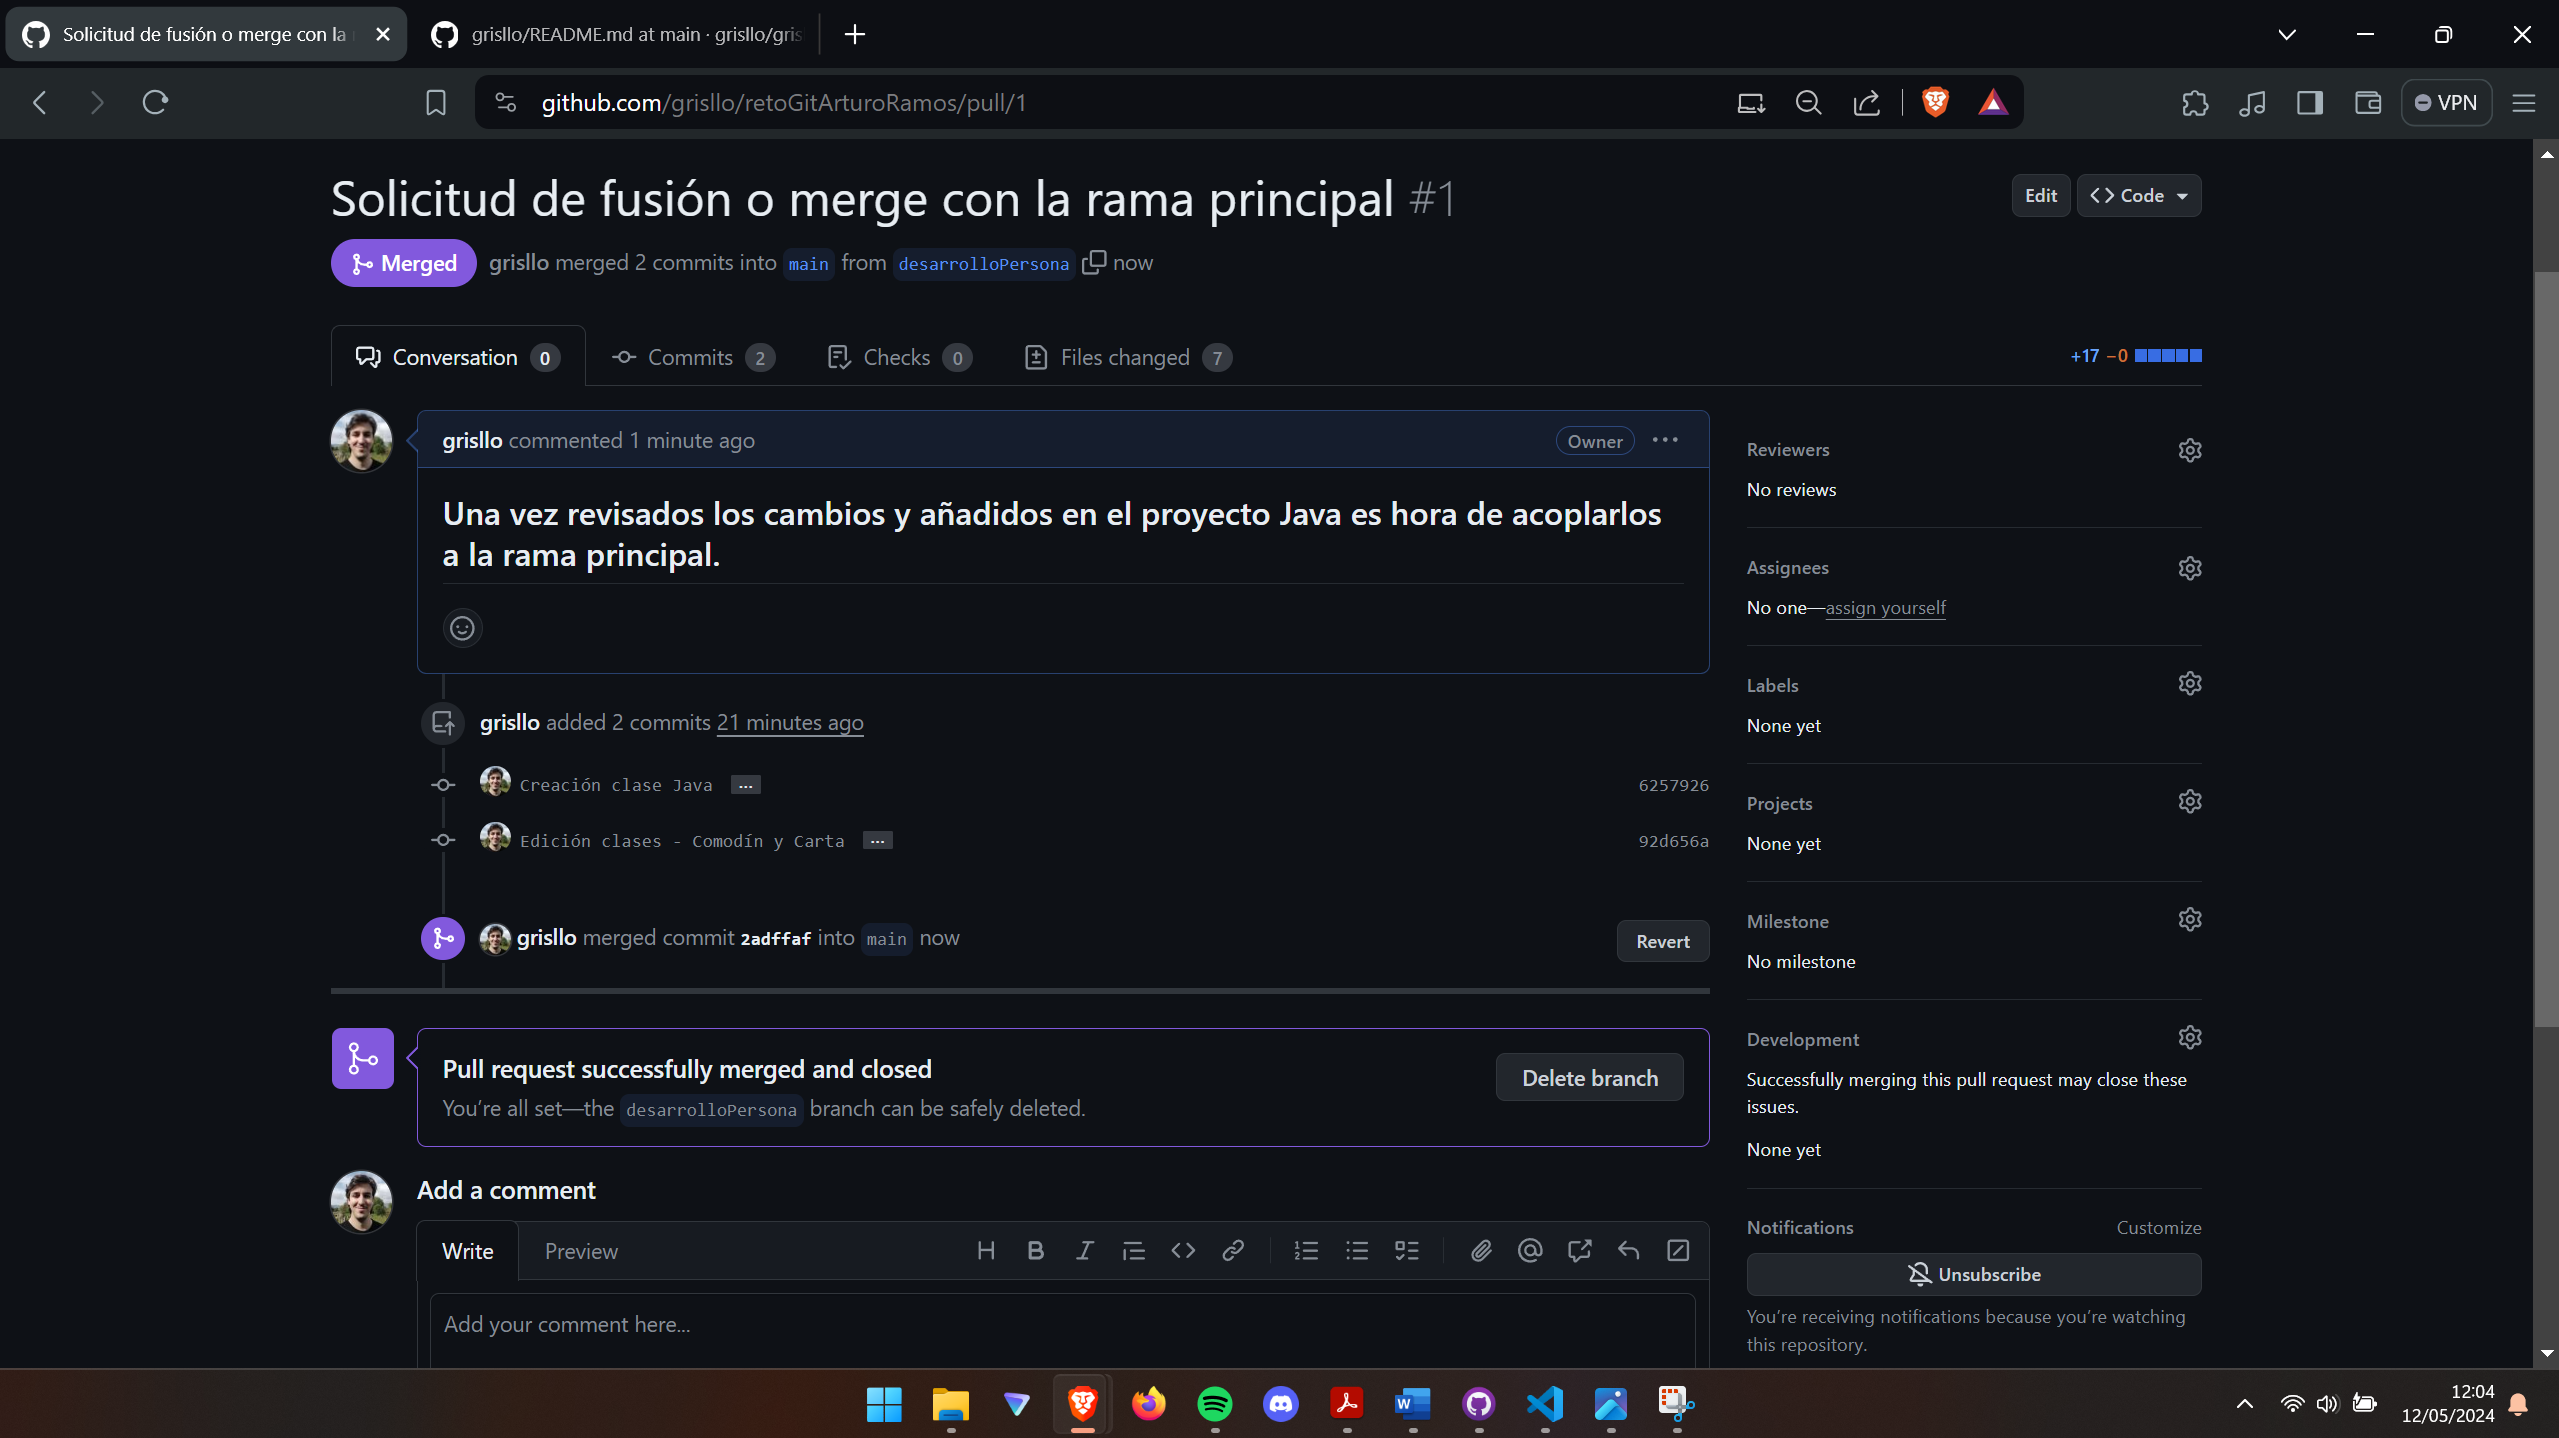 Solicitud de fusión o merge con la
grisllo/README.md at main · grisllo/gris
github.com/grisllo/retoGitArturoRamos/pull/1
VPN
Solicitud de fusión o merge con la rama principal #1
Edit
Code
Merged
grisllo merged 2 commits into main from desarrolloPersona now
Conversation 0
Commits 2
Checks 0
Files changed 7
+17 −0
grisllo commented 1 minute ago
Owner
Una vez revisados los cambios y añadidos en el proyecto Java es hora de acoplarlos
a la rama principal.
grisllo added 2 commits 21 minutes ago
Creación clase Java ...
6257926
Edición clases - Comodín y Carta ...
92d656a
grisllo merged commit 2adffaf into main now
Revert
Pull request successfully merged and closed
You're all set—the desarrolloPersona branch can be safely deleted.
Delete branch
Add a comment
Write
Preview
Add your comment here...
Reviewers
No reviews
Assignees
No one—assign yourself
Labels
None yet
Projects
None yet
Milestone
No milestone
Development
Successfully merging this pull request may close these
issues.
None yet
Notifications
Customize
Unsubscribe
You're receiving notifications because you're watching
this repository.
12:04
12/05/2024